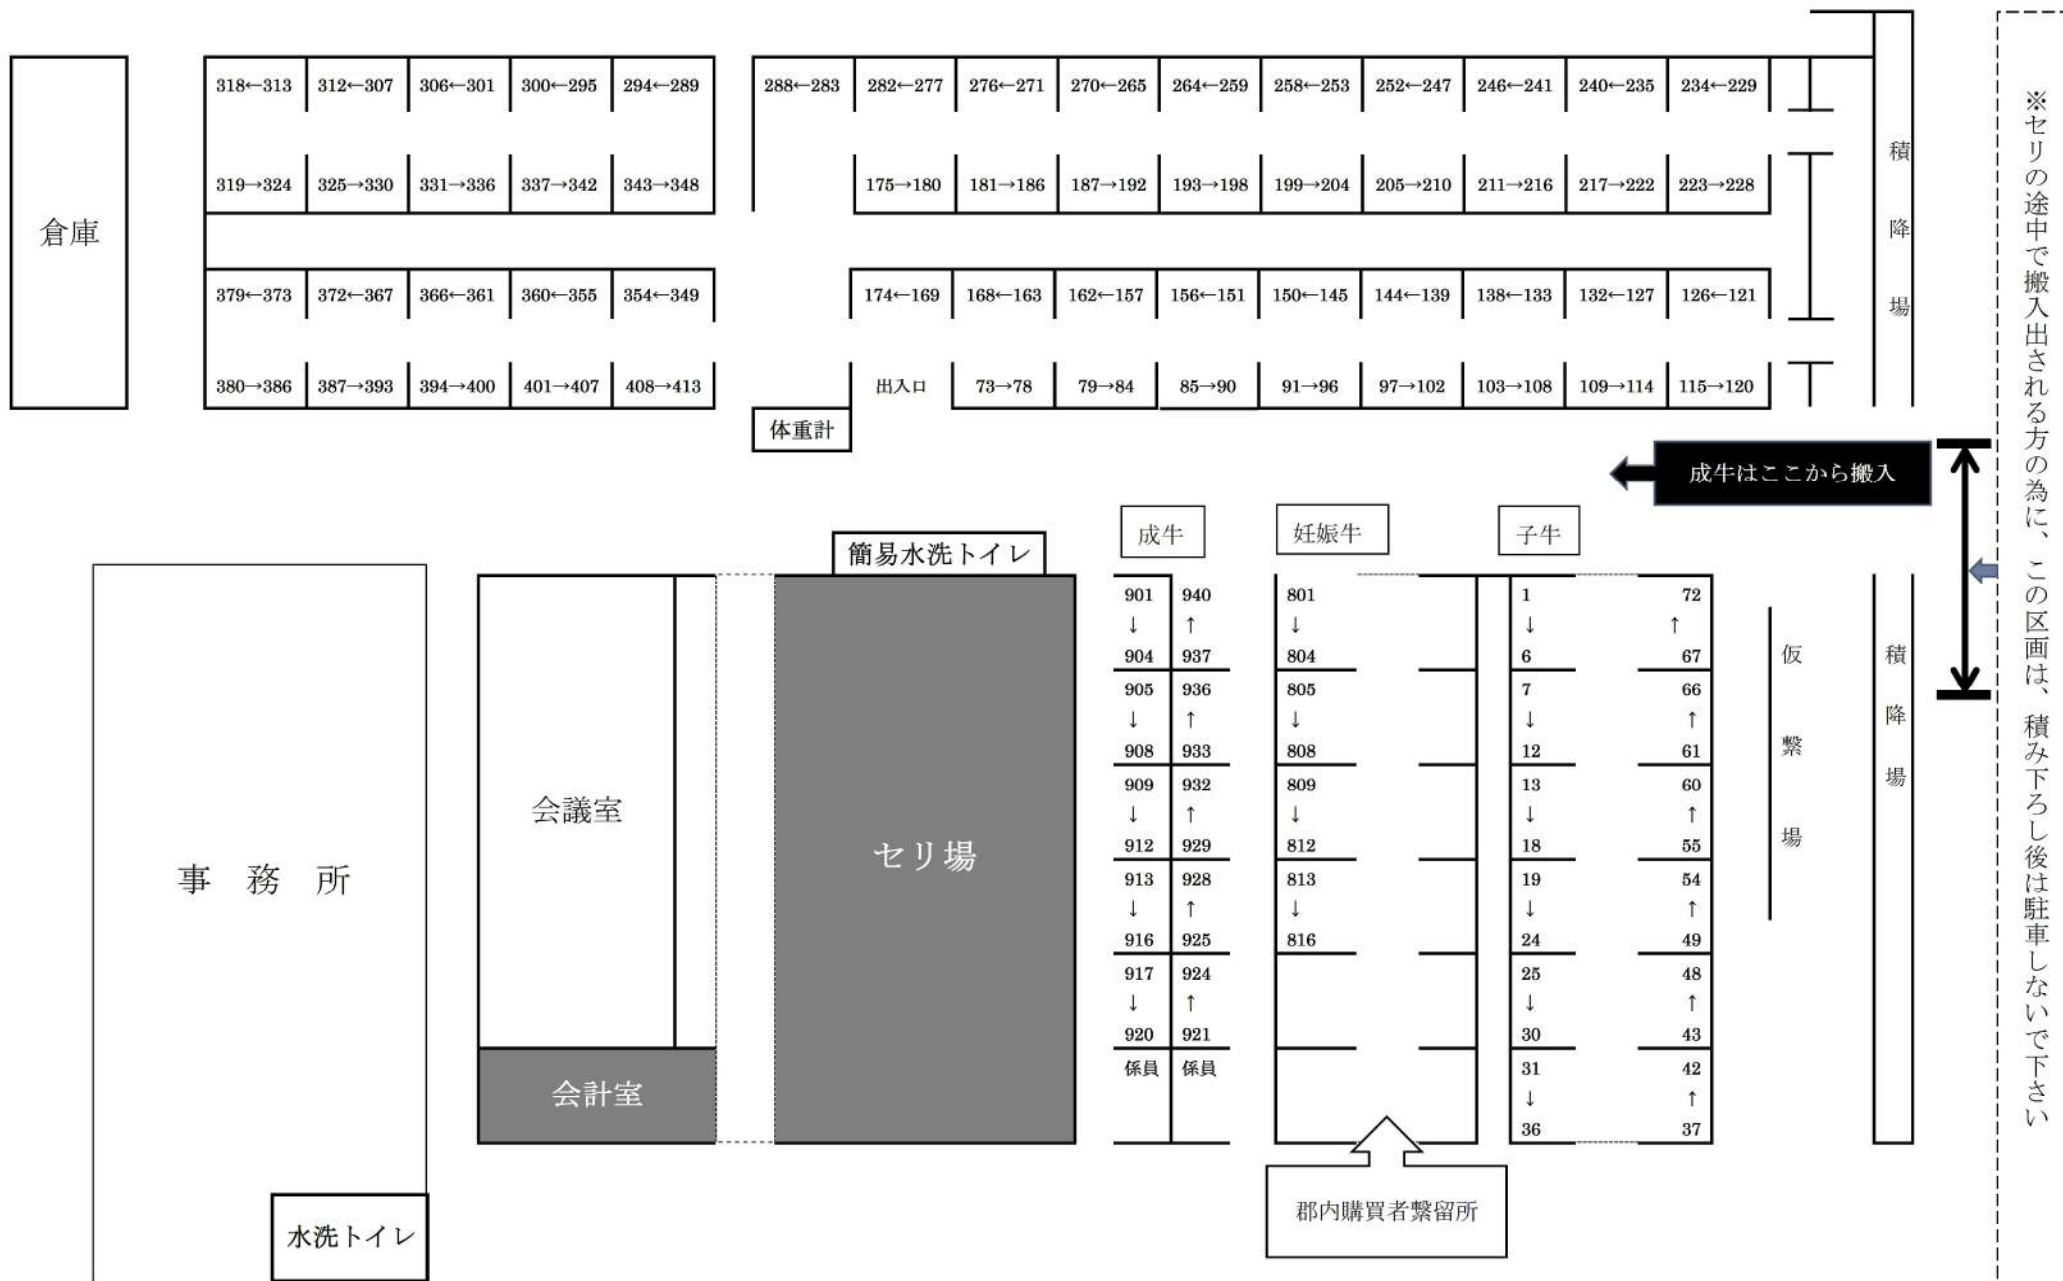 318←313 312←307 306←301 300←295 294←289 288←283 282←277 276←271 270←265 264←259 258←253 252←247 246←241 240←235 234←229
319→324 325→330 331→336 337→342 343→348 175→180 181→186 187→192 193→198 199→204 205→210 211→216 217→222 223→228
倉庫
積降場
379←373 372←367 366←361 360←355 354←349 174←169 168←163 162←157 156←151 150←145 144←139 138←133 132←127 126←121
380→386 387→393 394→400 401→407 408→413 出入口 73→78 79→84 85→90 91→96 97→102 103→108 109→114 115→120
体重計
成牛はここから搬入
※セリの途中で搬入出される方の為に、この区画は、積み下ろし後は駐車しないで下さい
成牛 妊娠牛 子牛
簡易水洗トイレ
901 940 801 1 72
↓ ↑ ↓ ↓ ↑
904 937 804 6 67
905 936 805 7 66
↓ ↑ ↓ ↓ ↑
908 933 808 12 61
909 932 809 13 60
↓ ↑ ↓ ↓ ↑
912 929 812 18 55
913 928 813 19 54
↓ ↑ ↓ ↓ ↑
916 925 816 24 49
917 924 25 48
↓ ↑ ↓ ↑
920 921 30 43
係員 係員 31 42
↓ ↑
36 37
仮繋場
積降場
会議室
セリ場
事務所
会計室
郡内購買者繋留所
水洗トイレ